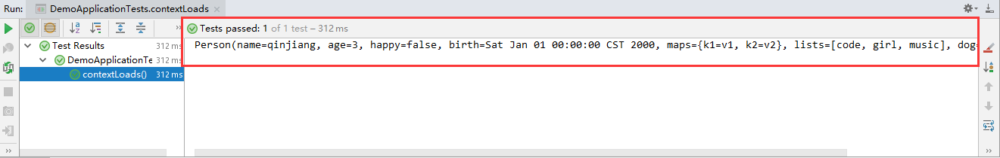 Run: DemoApplicationTests.contextLoads
Tests passed: 1 of 1 test – 312 ms
Test Results 312 ms
DemoApplicationTe 312 ms
contextLoads() 312 ms
Person(name=qinjiang, age=3, happy=false, birth=Sat Jan 01 00:00:00 CST 2000, maps={k1=v1, k2=v2}, lists=[code, girl, music], dog=